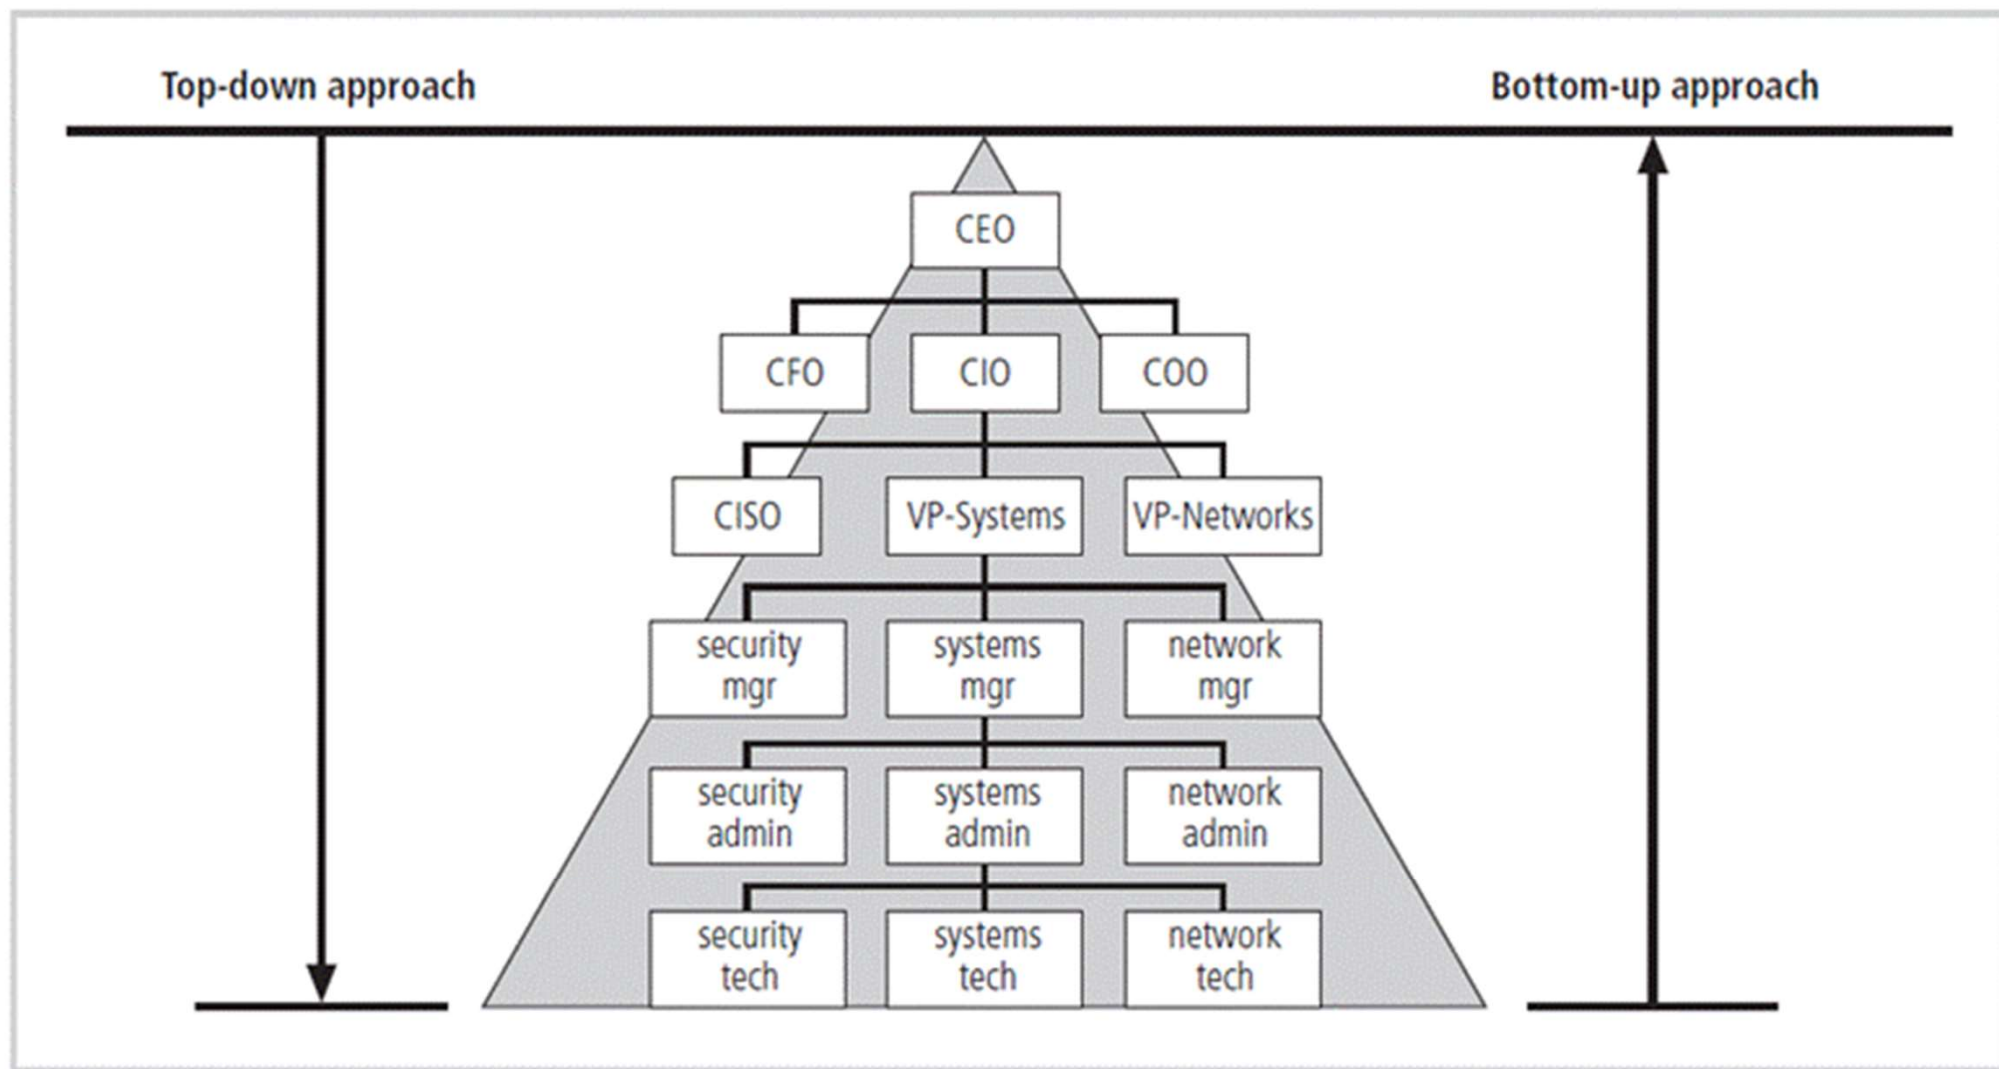 Top-down approach
Bottom-up approach
CEO
CFO
CIO
COO
CISO
VP-Systems
VP-Networks
security
mgr
systems
mgr
network
mgr
security
admin
systems
admin
network
admin
security
tech
systems
tech
network
tech